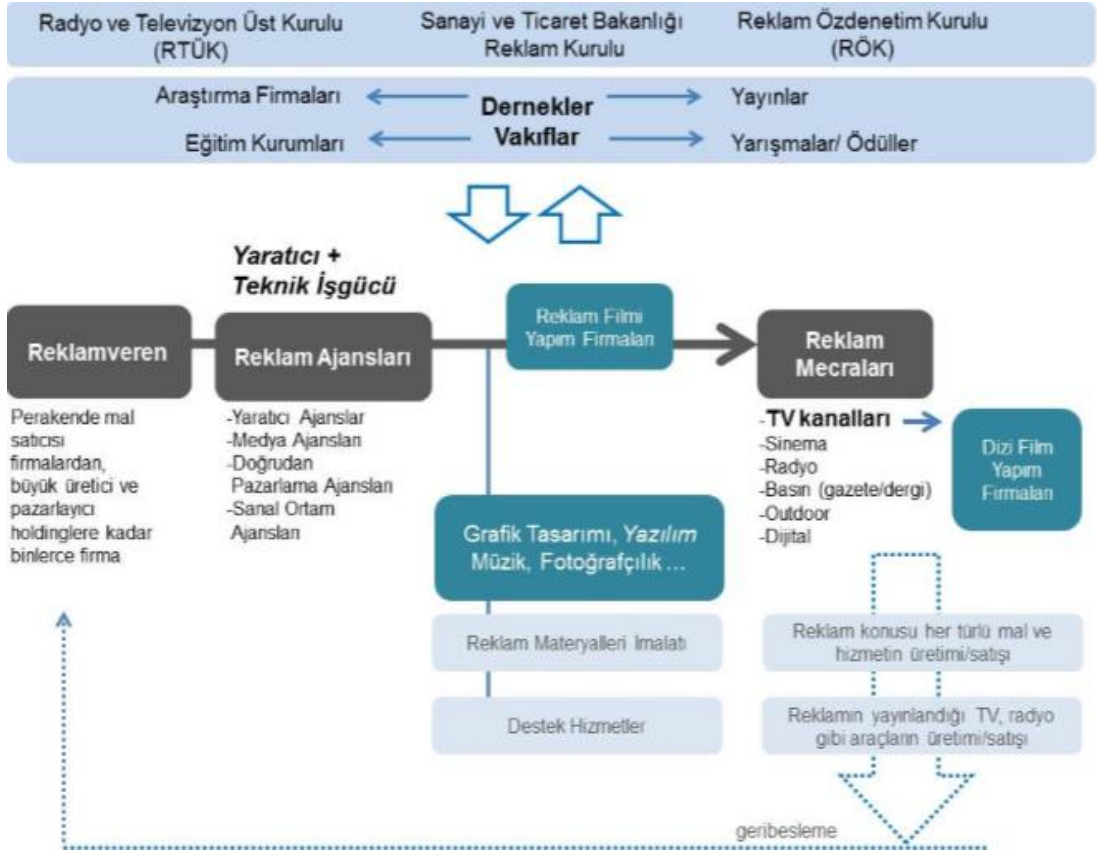 Radyo ve Televizyon Üst Kurulu
(RTÜK)
Sanayi ve Ticaret Bakanlığı
Reklam Kurulu
Reklam Özdenetim Kurulu
(RÖK)
Araştırma Firmaları
Eğitim Kurumları
Dernekler
Vakıflar
Yayınlar
Yarışmalar/ Ödüller
Yaratıcı +
Teknik İşgücü
Reklamveren
Reklam Ajansları
Reklam Filmi
Yapım Firmaları
Reklam
Mecraları
Perakende mal
satıcısı
firmalardan,
büyük üretici ve
pazarlayıcı
holdinglere kadar
binlerce firma
-Yaratıcı Ajanslar
-Medya Ajansları
-Doğrudan
Pazarlama Ajansları
-Sanal Ortam
Ajansları
-TV kanalları
-Sinema
-Radyo
-Basın (gazete/dergi)
-Outdoor
-Dijital
Dizi Film
Yapım
Firmaları
Grafik Tasarımı, Yazılım
Müzik, Fotoğrafçılık ...
Reklam Materyalleri İmalatı
Destek Hizmetler
Reklam konusu her türlü mal ve
hizmetin üretimi/satışı
Reklamın yayınlandığı TV, radyo
gibi araçların üretimi/satışı
geribesleme